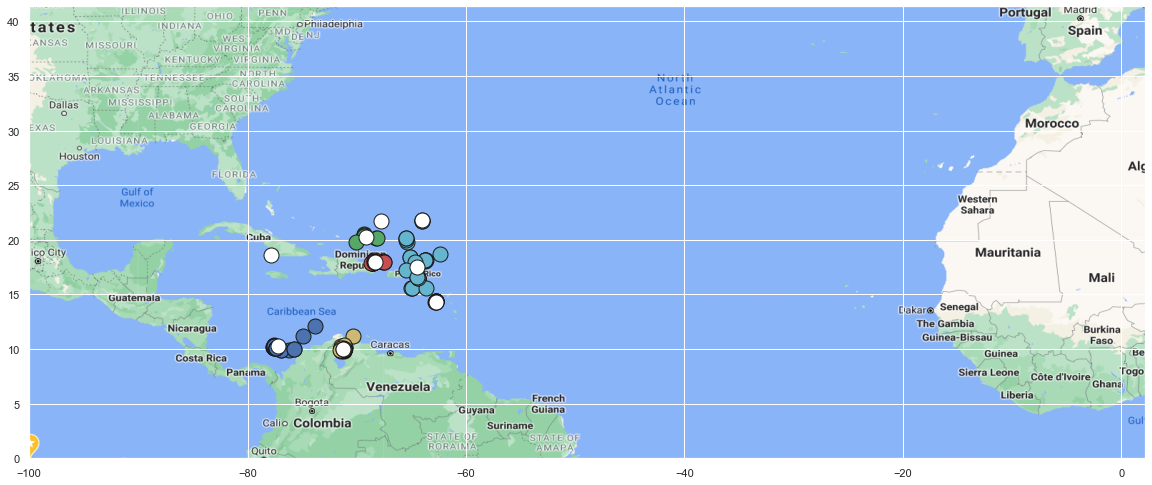 40
35
30
25
20
15
10
5
0
−100
−80
−60
−40
−20
0
tates
ILLINOIS
OHIO
PENN
INDIANA
Philadelphia
MD
DE
NJ
WEST
VIRGINIA
KANSAS
MISSOURI
KENTUCKY
VIRGINIA
OKLAHOMA
TENNESSEE
NORTH
CAROLINA
ARKANSAS
MISSISSIPPI
SOUTH
CAROLINA
Dallas
ALABAMA
GEORGIA
EXAS
LOUISIANA
Houston
FLORIDA
Gulf of
Mexico
Cuba
ico City
Guatemala
Nicaragua
Costa Rica
Panama
Caribbean Sea
Caracas
Venezuela
Bogota
Cali
Colombia
Quito
Guyana
Suriname
French
Guiana
STATE OF
RORAIMA
STATE OF
AMAPA
North
Atlantic
Ocean
Portugal
Madrid
Spain
Morocco
Alg
Western
Sahara
Mauritania
Mali
Dakar
Senegal
The Gambia
Guinea-Bissau
Guinea
Sierra Leone
Liberia
Côte d'Ivoire
Burkina
Faso
Ghana
Be
Togo
Gul